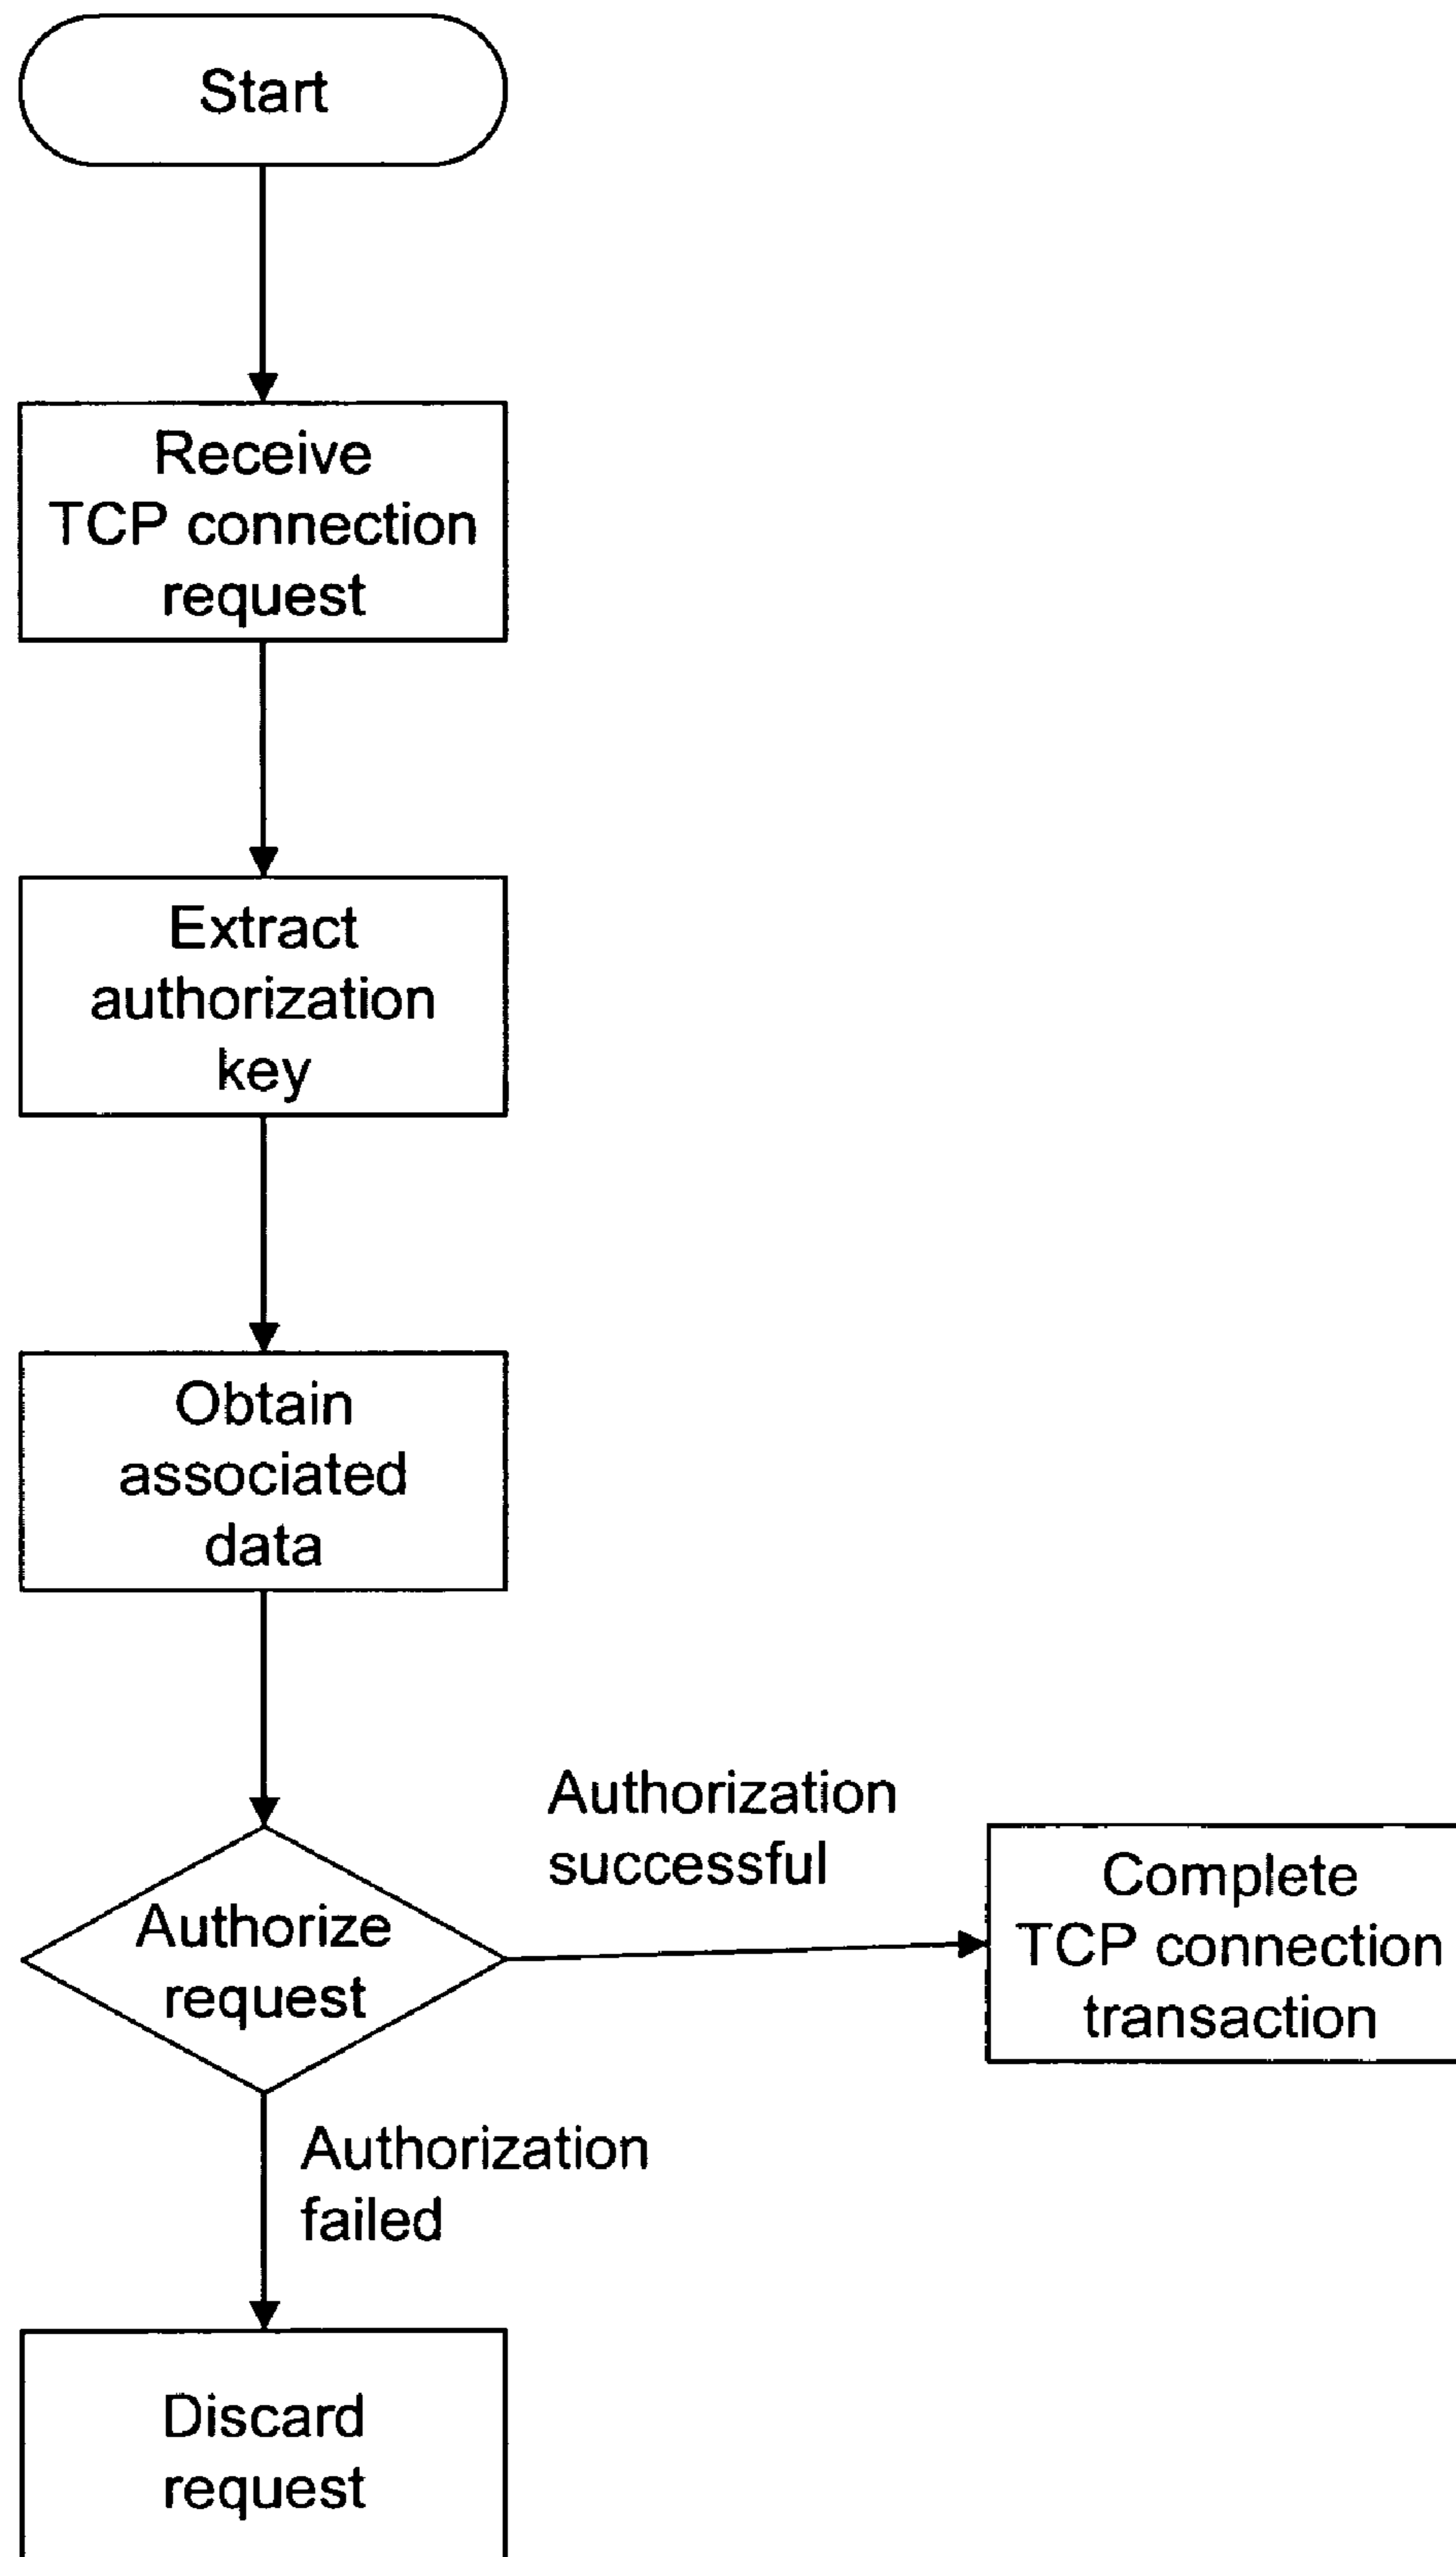 Start
Receive
TCP connection
request
Extract
authorization
key
Obtain
associated
data
Authorize
request
Authorization
successful
Complete
TCP connection
transaction
Authorization
failed
Discard
request